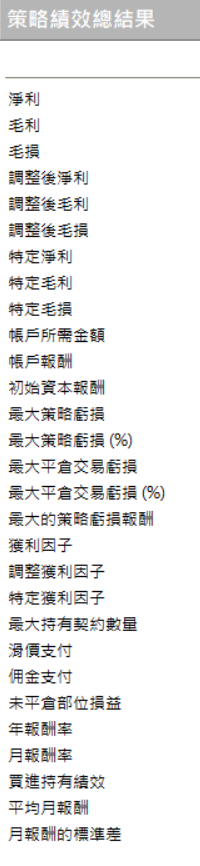 策略績效總結果
淨利
毛利
毛損
調整後淨利
調整後毛利
調整後毛損
特定淨利
特定毛利
特定毛損
帳戶所需金額
帳戶報酬
初始資本報酬
最大策略虧損
最大策略虧損 (%)
最大平倉交易虧損
最大平倉交易虧損 (%)
最大的策略虧損報酬
獲利因子
調整獲利因子
特定獲利因子
最大持有契約數量
滑價支付
佣金支付
未平倉部位損益
年報酬率
月報酬率
買進持有績效
平均月報酬
月報酬的標準差